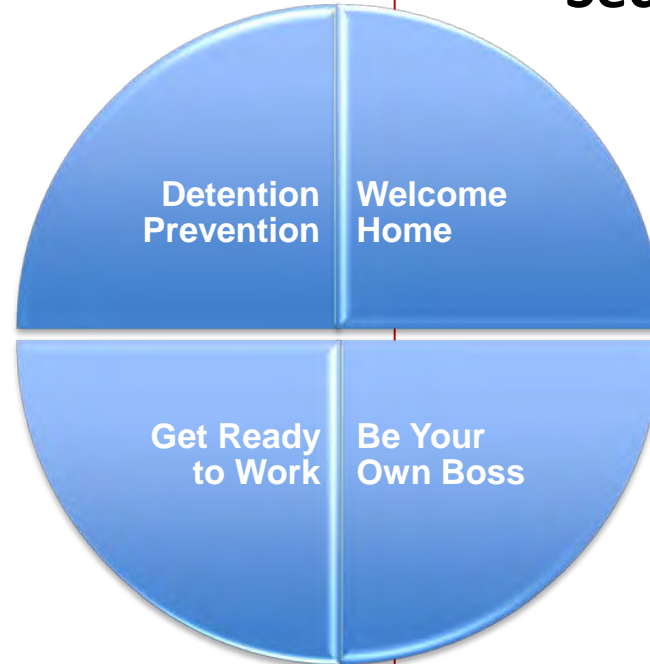 Detention
Prevention
Welcome
Home
Get Ready
to Work
Be Your
Own Boss